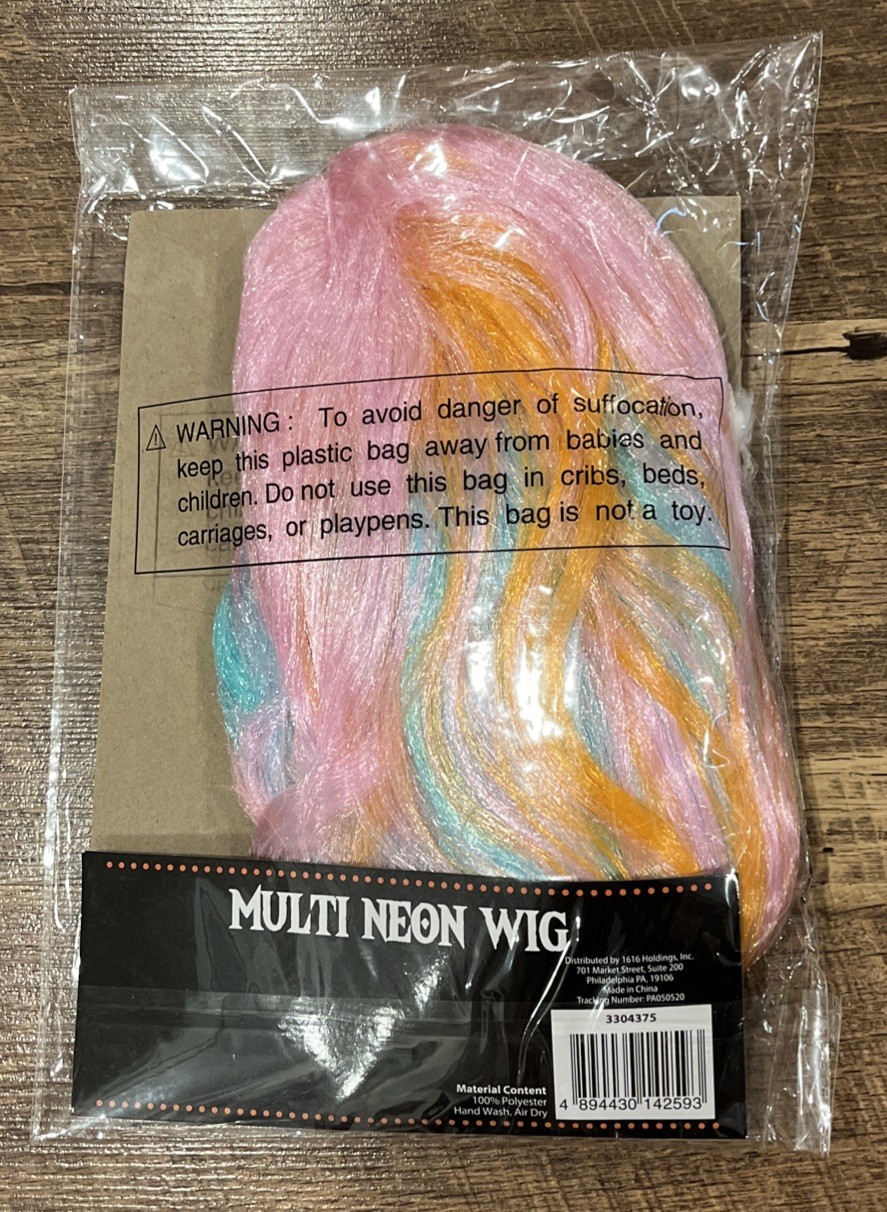 ⚠ WARNING : To avoid danger of suffocation,
keep this plastic bag away from babies and
children. Do not use this bag in cribs, beds,
carriages, or playpens. This bag is not a toy.
MULTI NEON WIG
Distributed by 1616 Holdings, Inc.
701 Market Street, Suite 200
Philadelphia PA, 19106
Made in China
Tracking Number: PA050520
3304375
4 894430 142593
Material Content
100% Polyester
Hand Wash, Air Dry